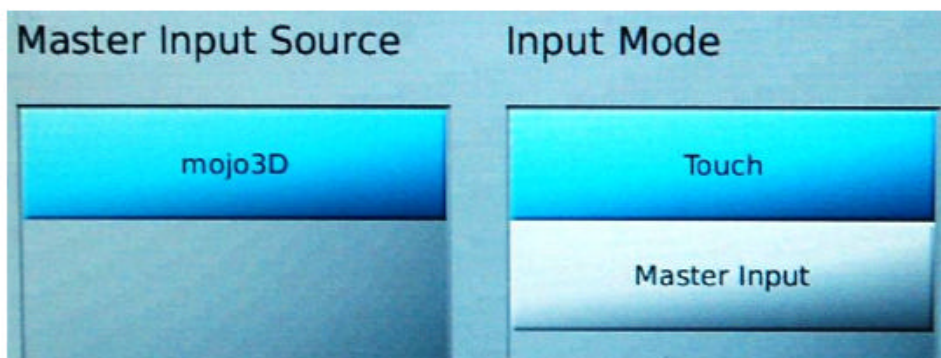 Master Input Source
Input Mode
mojo3D
Touch
Master Input